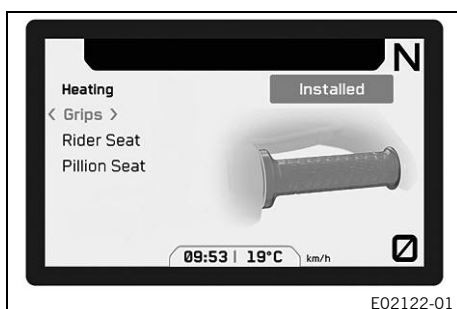 N
Heating
Installed
< Grips >
Rider Seat
Pillion Seat
09:53 | 19°C km/h
0
E02122-01